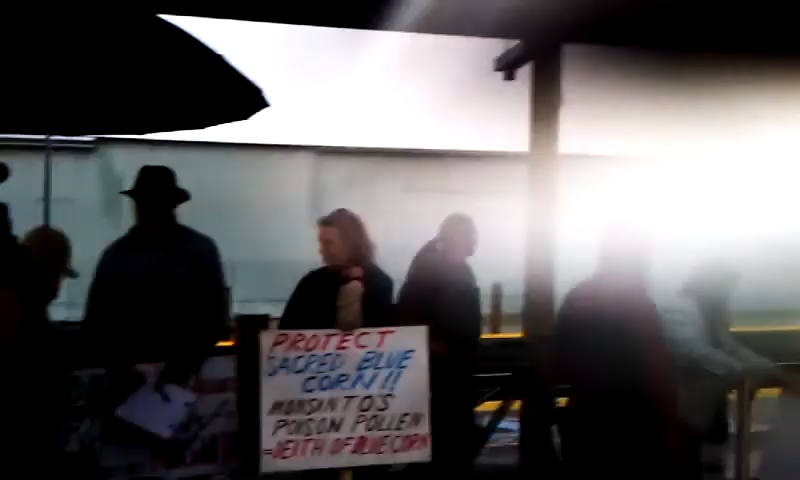 PROTECT
SACRED BLUE
CORN!!
MONSANTO'S
POISON POLLEN
=DEATH OF BLUE CORN